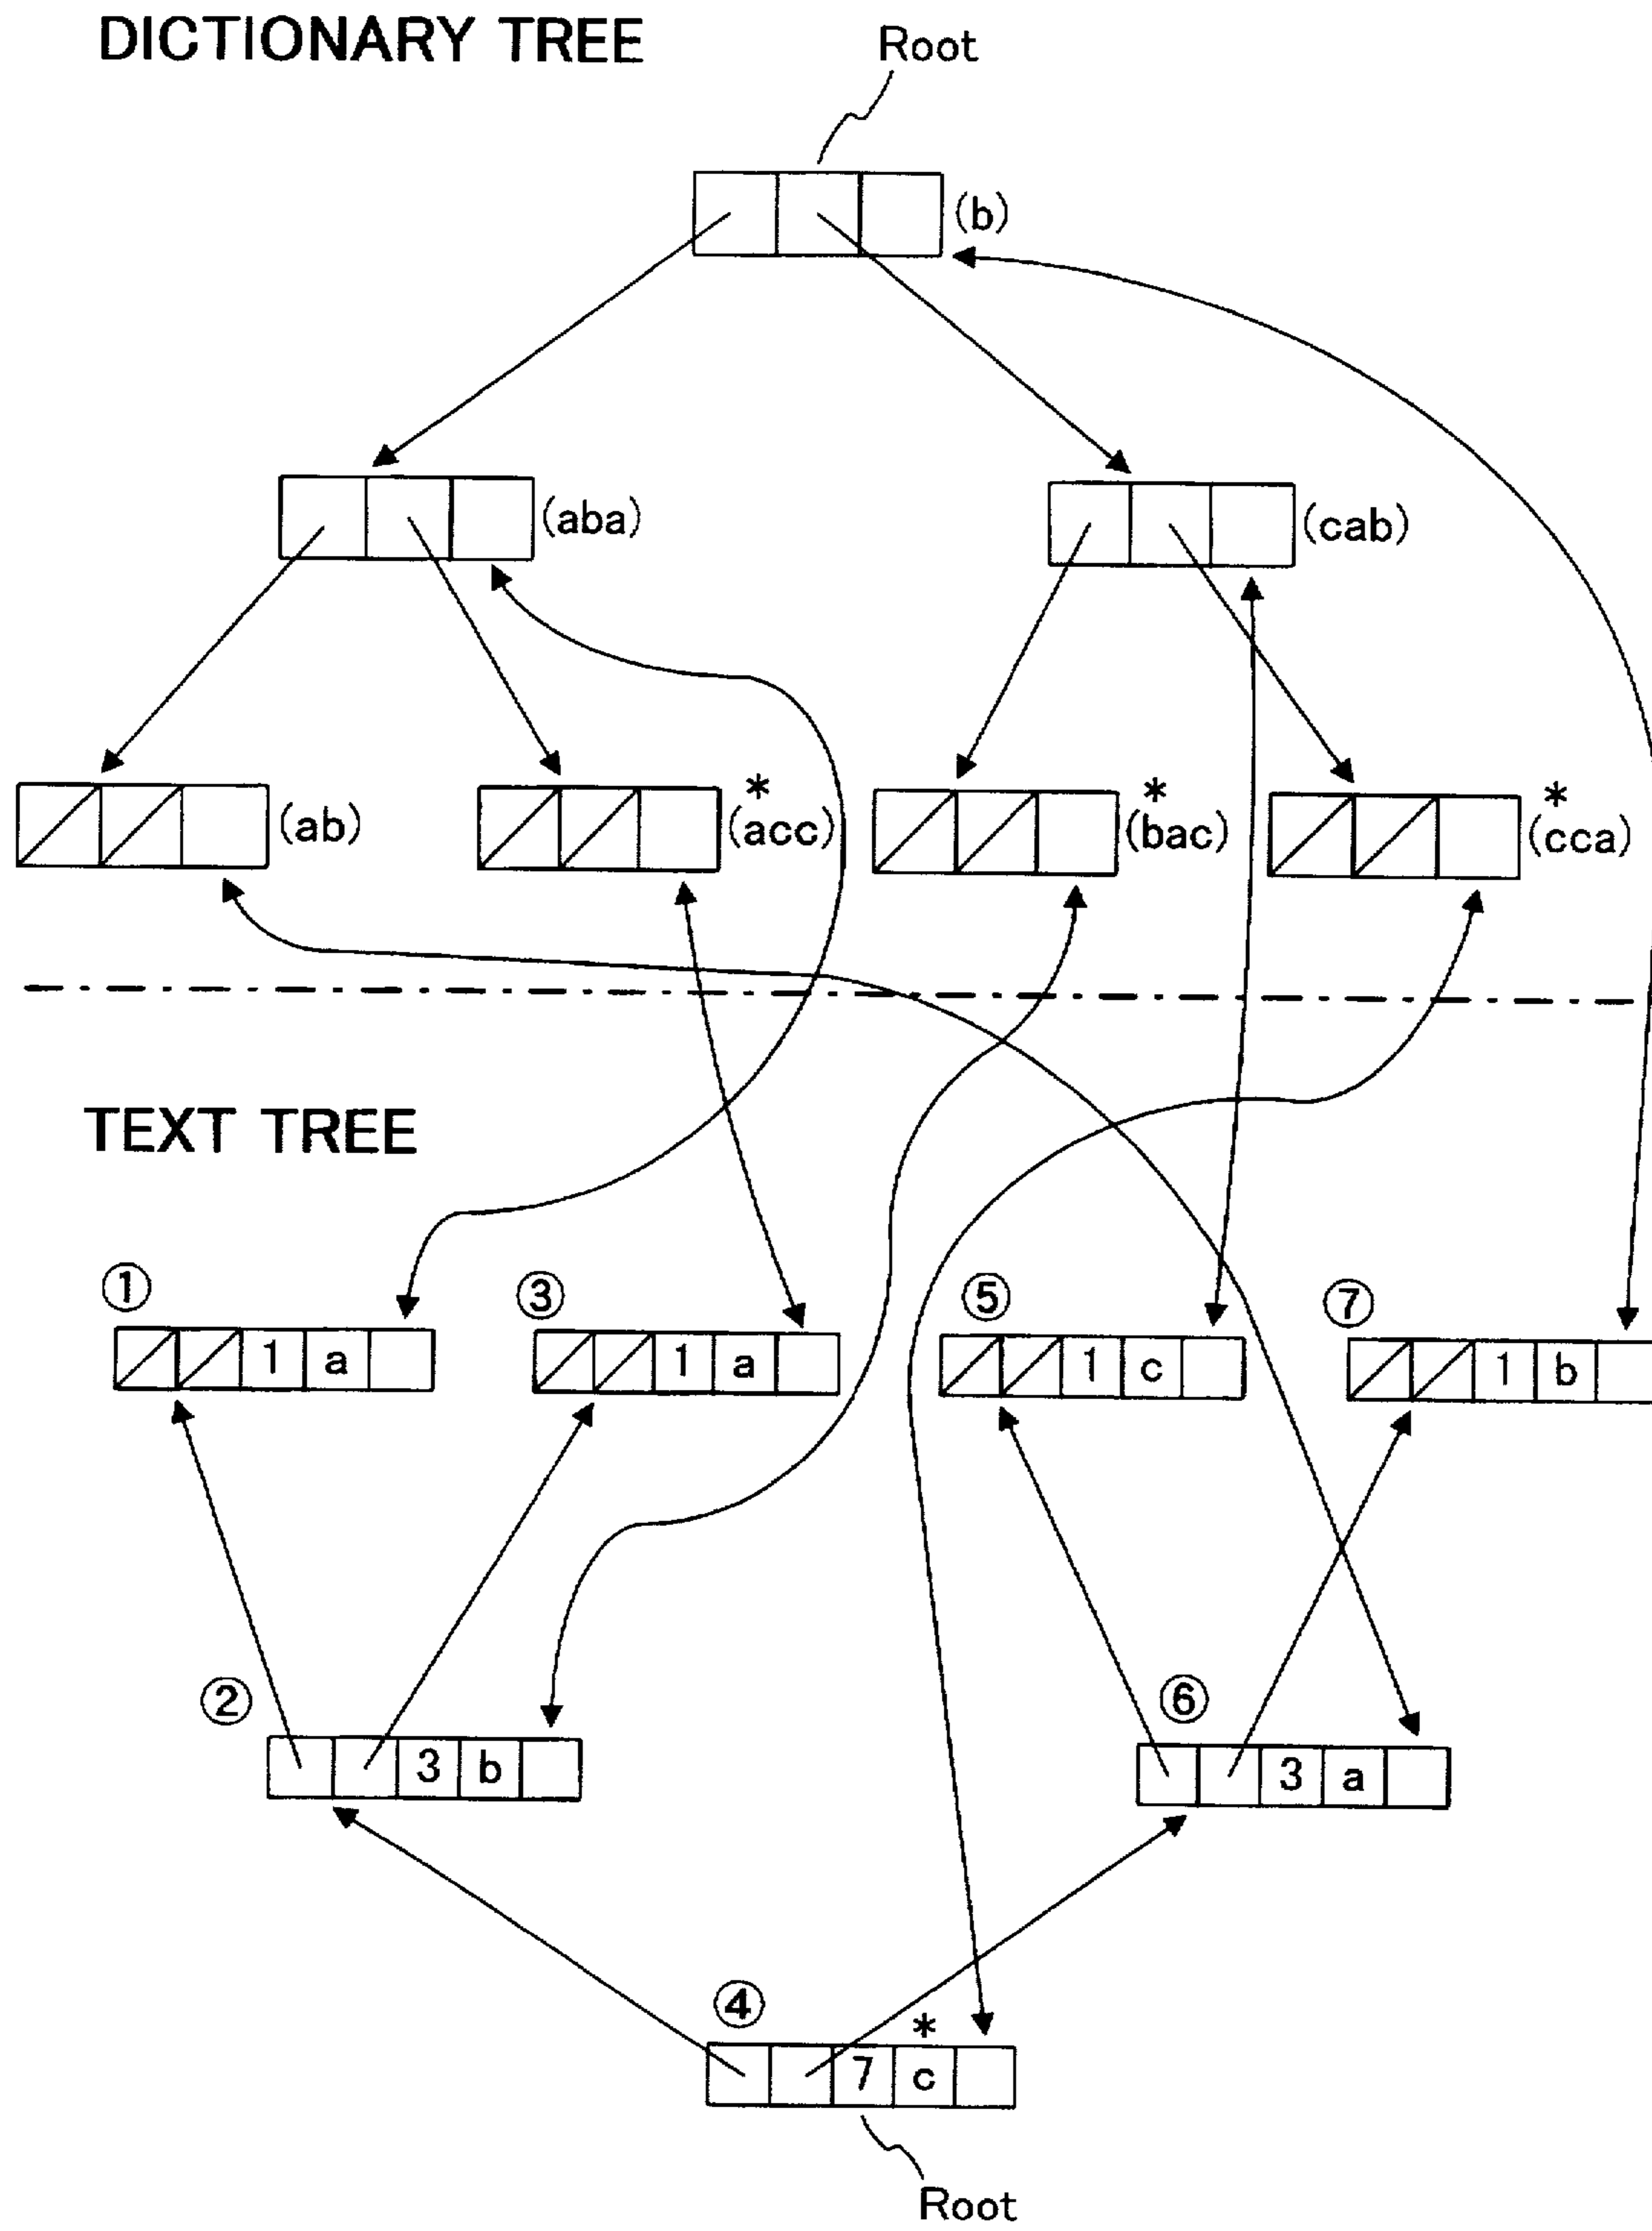 DICTIONARY TREE
Root
(b)
(aba)
(cab)
* * *
(ab) (acc) (bac) (cca)
TEXT TREE
① ③ ⑤ ⑦
1 a 1 a 1 c 1 b
② ⑥
3 b 3 a
④ *
7 c
Root